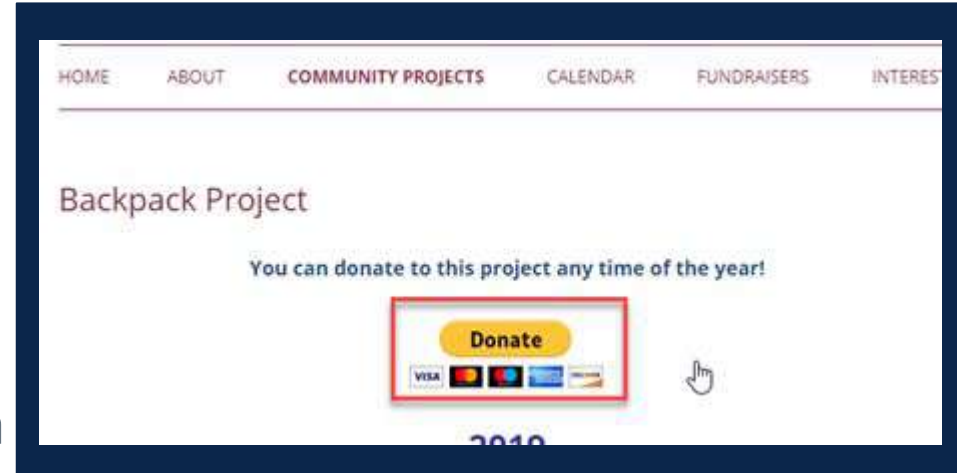 HOME ABOUT COMMUNITY PROJECTS CALENDAR FUNDRAISERS
Backpack Project
You can donate to this project any time of the year!
Donate
VISA
2019